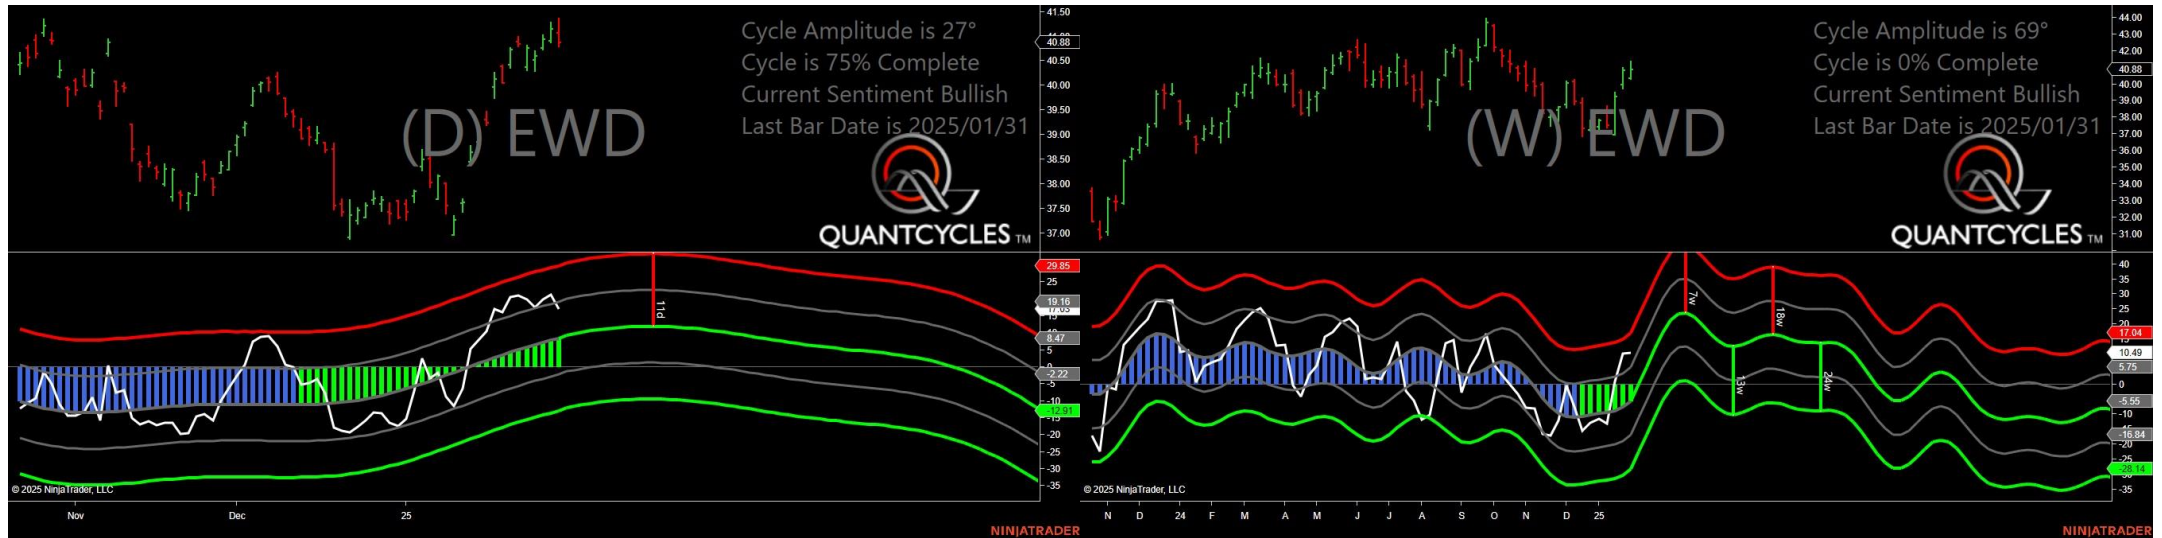 Cycle Amplitude is 27°
Cycle is 75% Complete
Current Sentiment Bullish
Last Bar Date is 2025/01/31
(D) EWD
QUANTCYCLES TM
41.50
40.88
40.50
40.00
39.50
39.00
38.50
38.00
37.50
37.00
29.85
25
19.16
15
8.47
5
0
-2.22
-5
-10
-12.91
-15
-20
-25
-30
-35
11d
© 2025 NinjaTrader, LLC
Nov Dec 25
NINJATRADER
Cycle Amplitude is 69°
Cycle is 0% Complete
Current Sentiment Bullish
Last Bar Date is 2025/01/31
(W) EWD
QUANTCYCLES TM
44.00
43.00
42.00
40.88
40.00
39.00
38.00
37.00
36.00
35.00
34.00
33.00
32.00
31.00
40
35
30
25
20
17.04
10.49
5.75
0
-5.55
-10
-16.84
-20
-25
-28.14
-35
7w
18w
13w
24w
© 2025 NinjaTrader, LLC
N D 24 F M A M J J A S O N D 25
NINJATRADER